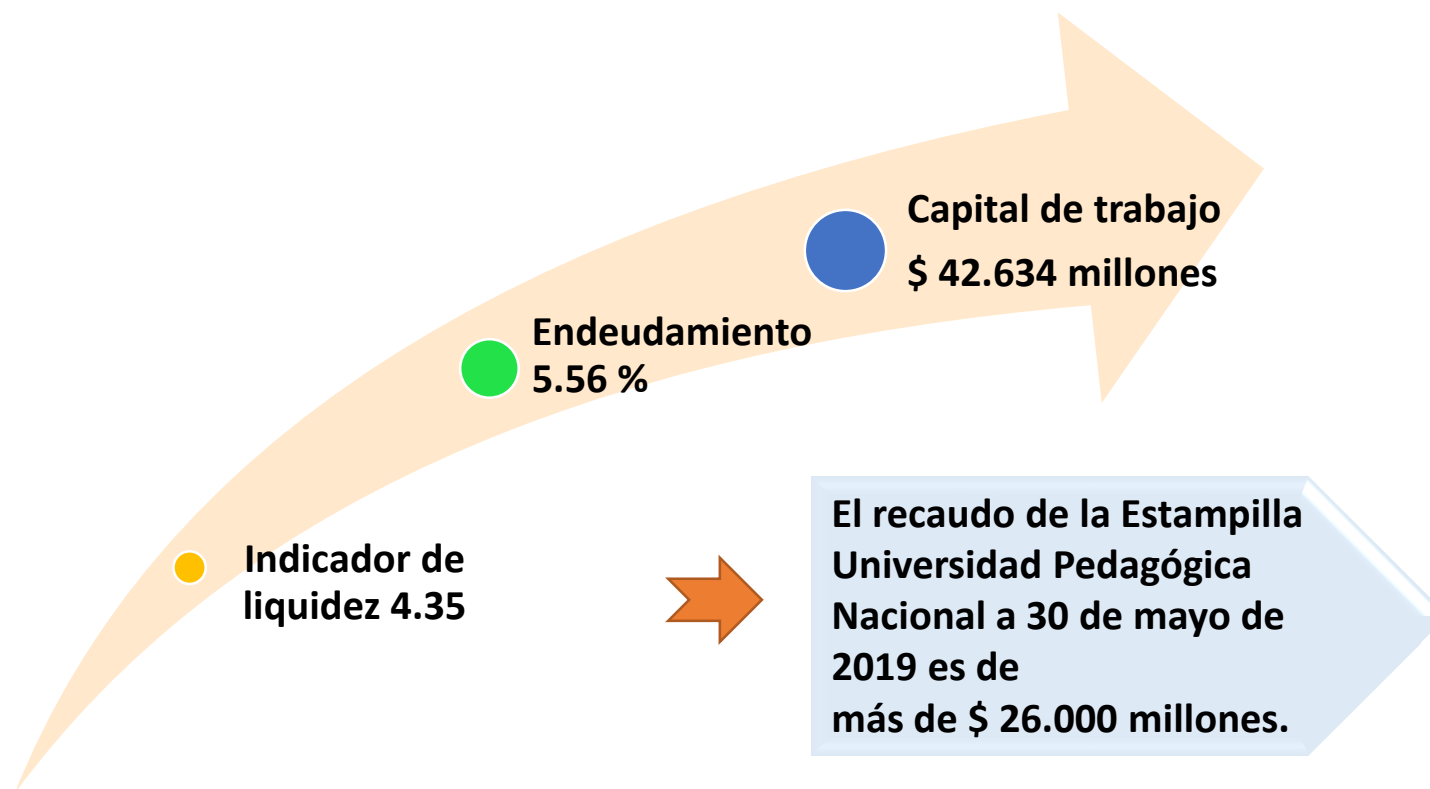 Capital de trabajo
$ 42.634 millones
Endeudamiento
5.56 %
Indicador de
liquidez 4.35
El recaudo de la Estampilla
Universidad Pedagógica
Nacional a 30 de mayo de
2019 es de
más de $ 26.000 millones.